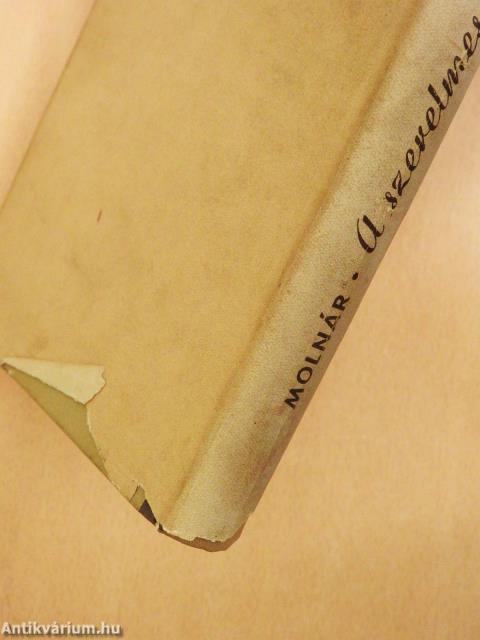 MOLNÁR · A szerelmes
Antikvárium.hu